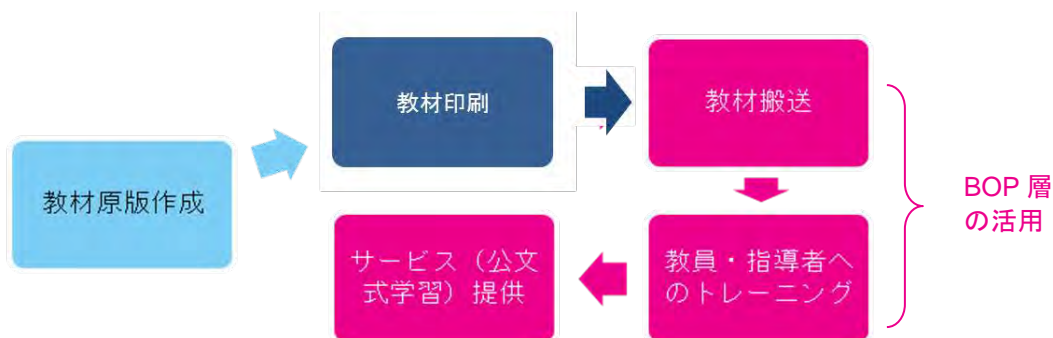 教材原版作成
教材印刷
教材搬送
教員・指導者へ
のトレーニング
サービス（公文
式学習）提供
BOP 層
の活用